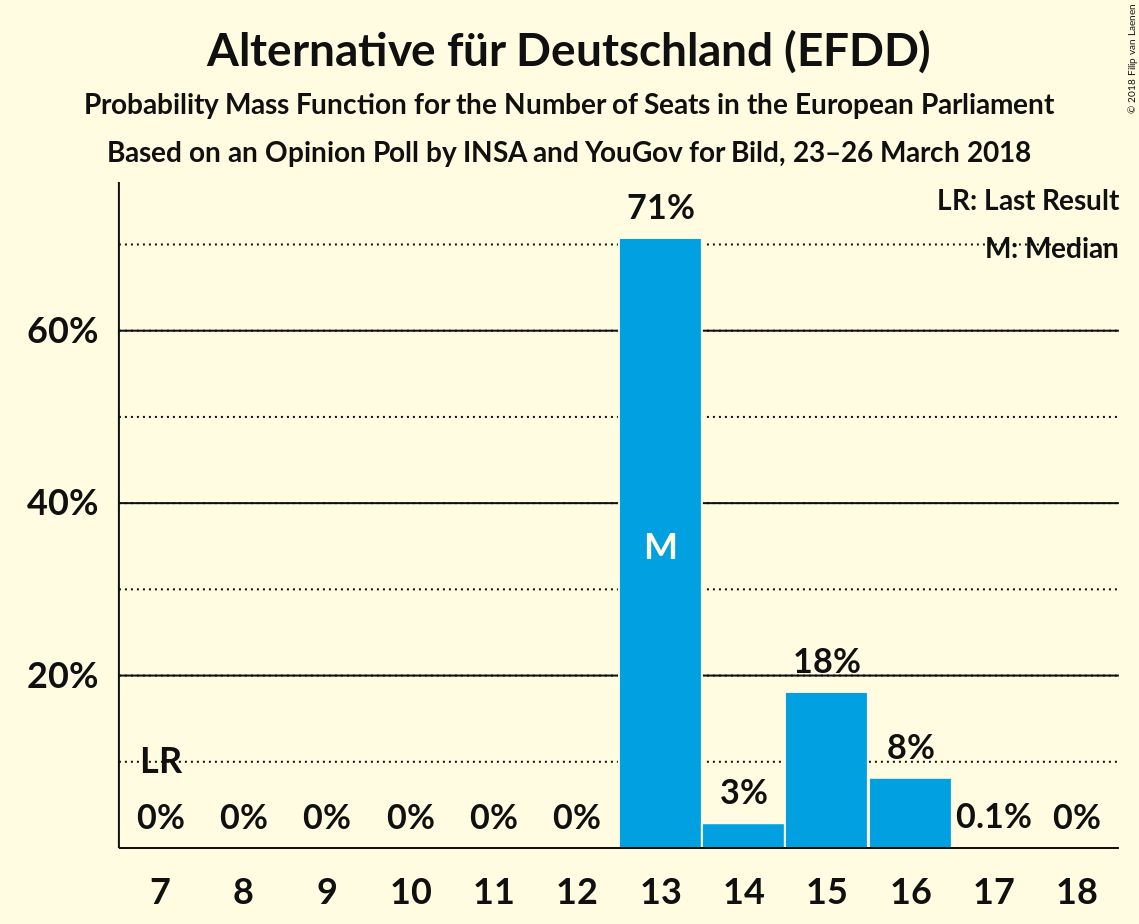 Alternative für Deutschland (EFDD)
Probability Mass Function for the Number of Seats in the European Parliament
Based on an Opinion Poll by INSA and YouGov for Bild, 23–26 March 2018
© 2018 Filip van Laenen
LR: Last Result
M: Median
71%
60%
40%
M
20%
18%
8%
3%
LR
0% 0% 0% 0% 0% 0% 0.1% 0%
7 8 9 10 11 12 13 14 15 16 17 18